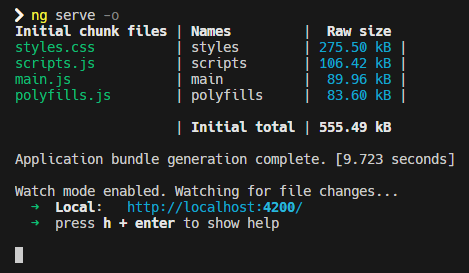 ❯ ng serve -o
Initial chunk files | Names | Raw size
styles.css | styles | 275.50 kB |
scripts.js | scripts | 106.42 kB |
main.js | main | 89.96 kB |
polyfills.js | polyfills | 83.60 kB |
| Initial total | 555.49 kB
Application bundle generation complete. [9.723 seconds]
Watch mode enabled. Watching for file changes...
➜ Local: http://localhost:4200/
➜ press h + enter to show help